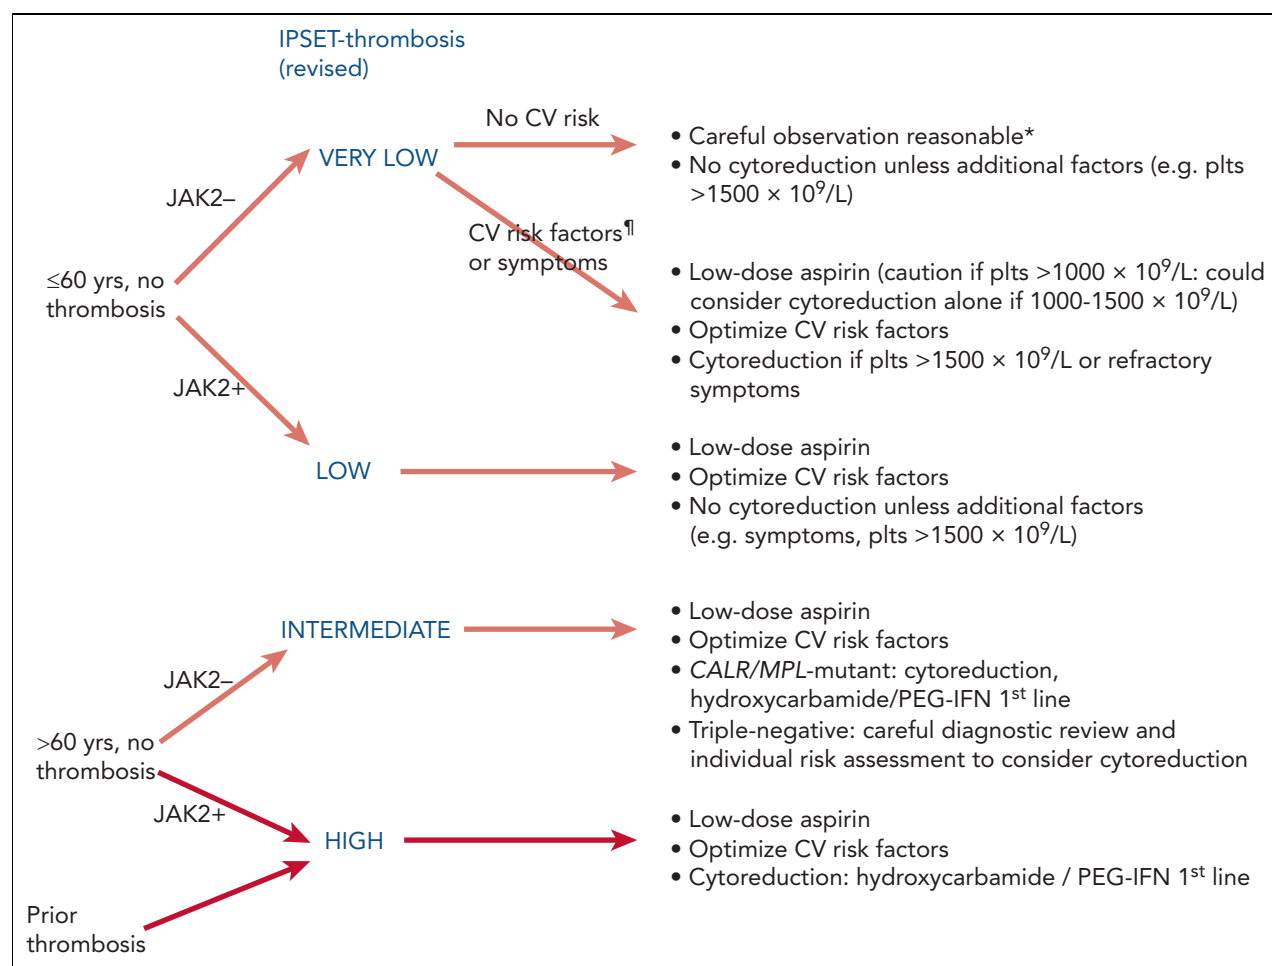 IPSET-thrombosis
(revised)
No CV risk
VERY LOW
JAK2–
CV risk factors¶
or symptoms
≤60 yrs, no
thrombosis
JAK2+
LOW
• Careful observation reasonable*
• No cytoreduction unless additional factors (e.g. plts
>1500 × 10⁹/L)
• Low-dose aspirin (caution if plts >1000 × 10⁹/L: could
consider cytoreduction alone if 1000-1500 × 10⁹/L)
• Optimize CV risk factors
• Cytoreduction if plts >1500 × 10⁹/L or refractory
symptoms
• Low-dose aspirin
• Optimize CV risk factors
• No cytoreduction unless additional factors
(e.g. symptoms, plts >1500 × 10⁹/L)
INTERMEDIATE
JAK2–
>60 yrs, no
thrombosis
JAK2+
HIGH
Prior
thrombosis
• Low-dose aspirin
• Optimize CV risk factors
• CALR/MPL-mutant: cytoreduction,
hydroxycarbamide/PEG-IFN 1st line
• Triple-negative: careful diagnostic review and
individual risk assessment to consider cytoreduction
• Low-dose aspirin
• Optimize CV risk factors
• Cytoreduction: hydroxycarbamide / PEG-IFN 1st line